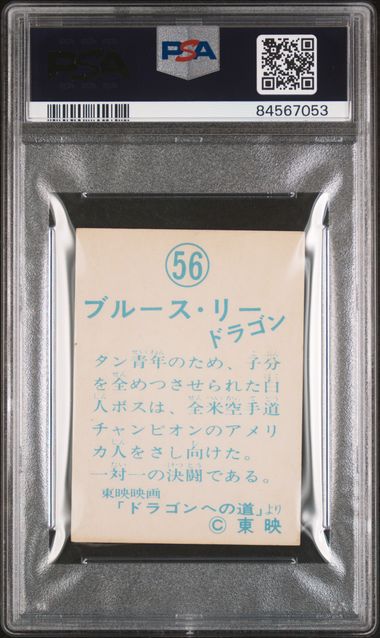 PSA
PSA
84567053
56
ブルース・リー
ドラゴン
タン青年のため、子分
を全めつさせられた白
人ボスは、全米空手道
チャンピオンのアメリ
カ人をさし向けた。
一対一の決闘である。
東映映画
「ドラゴンへの道」より
© 東映